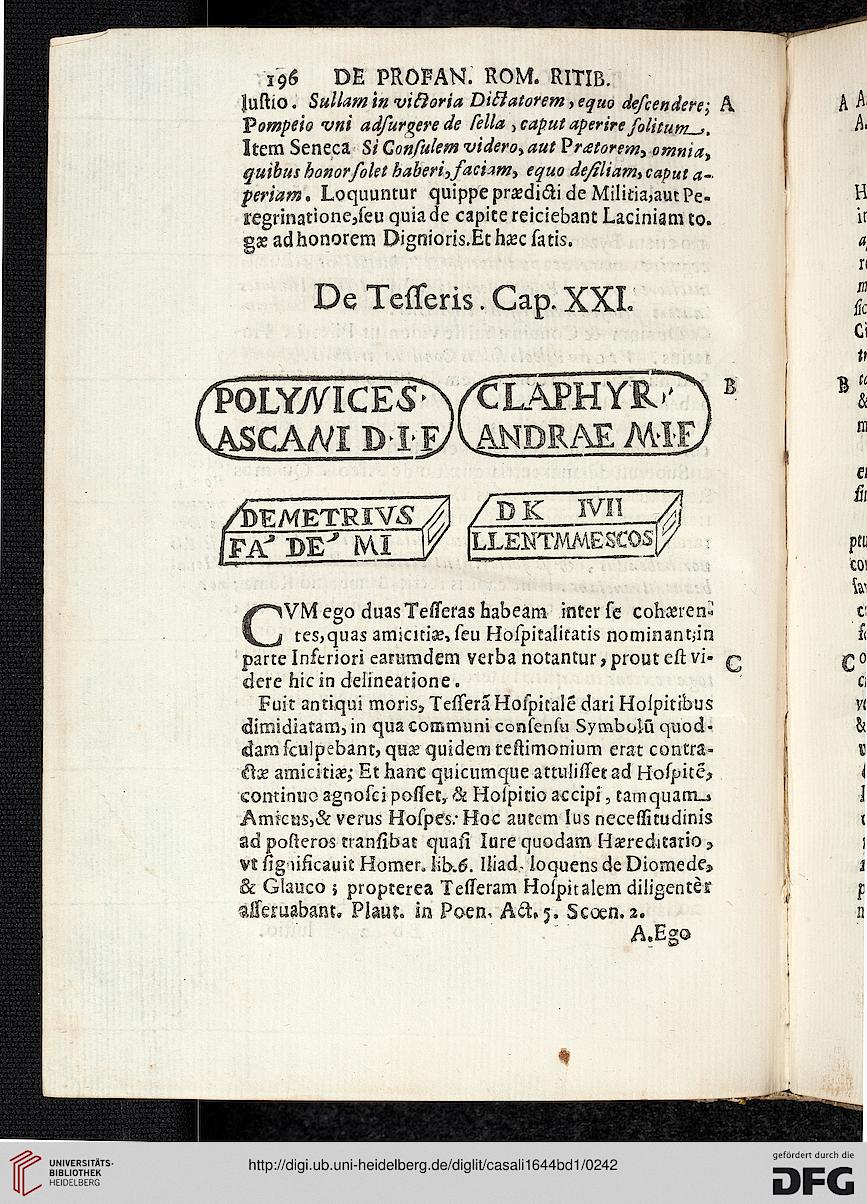 196 DE PROFAN. ROM. RITIB.
luſtio. Sullam in victoria Dictatorem, equo deſcendere; A
Pompeio vni adſurgere de ſella, caput aperire ſolitum.
Item Seneca Si Conſulem videro, aut Prætorem, omnia,
quibus honor ſolet haberi, faciam, equo deſiliam, caput a-
periam. Loquuntur quippe prædicti de Militia, aut Pe-
regrinatione, ſeu quia de capite reiciebant Laciniam to.
gæ ad honorem Dignioris. Et hæc ſatis.
De Teſſeris. Cap. XXI.
POLYNICES·
ASCANI D·I·F
CLAPHYR
ANDRAE M·I·F
B
DEMETRIVS
FA' DE' MI
DK IVII
LLENTMMESCOS
CVM ego duas Teſſeras habeam inter ſe cohæren-
tes, quas amicitiæ, ſeu Hoſpitalitatis nominant; in
parte Inferiori earumdem verba notantur, prout eſt vi- C
dere hic in delineatione.
Fuit antiqui moris, Teſſerã Hoſpitalẽ dari Hoſpitibus
dimidiatam, in qua communi conſenſu Symbolũ quod-
dam ſculpebant, quæ quidem teſtimonium erat contra-
ctæ amicitiæ; Et hanc quicumque attuliſſet ad Hoſpitẽ,
continuo agnoſci poſſet, & Hoſpitio accipi, tamquam
Amicus, & verus Hoſpes: Hoc autem Ius neceſſitudinis
ad poſteros tranſibat quaſi Iure quodam Hæreditario,
vt ſignificauit Homer. lib. 6. Iliad. loquens de Diomede,
& Glauco; propterea Teſſeram Hoſpitalem diligentèr
aſſeruabant. Plaut. in Poen. Act. 5. Scœn. 2.
A. Ego
UNIVERSITÄTS-
BIBLIOTHEK
HEIDELBERG
http://digi.ub.uni-heidelberg.de/diglit/casali1644bd1/0242
gefördert durch die
DFG